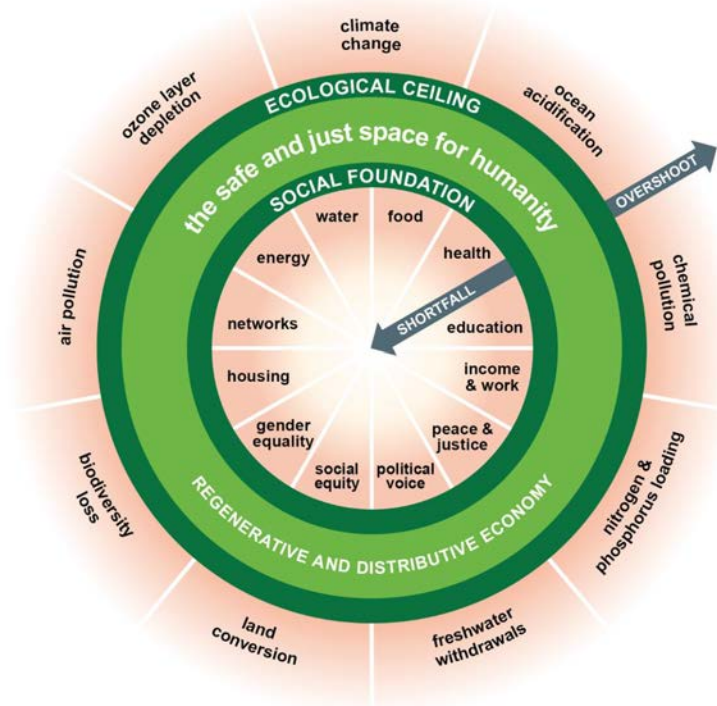 climate
change
ozone layer
depletion
ocean
acidification
ECOLOGICAL CEILING
the safe and just space for humanity
OVERSHOOT
SOCIAL FOUNDATION
water
food
energy
health
SHORTFALL
air pollution
chemical
pollution
networks
education
housing
income
& work
gender
equality
peace &
justice
social
equity
political
voice
biodiversity
loss
REGENERATIVE AND DISTRIBUTIVE ECONOMY
nitrogen &
phosphorus loading
land
conversion
freshwater
withdrawals